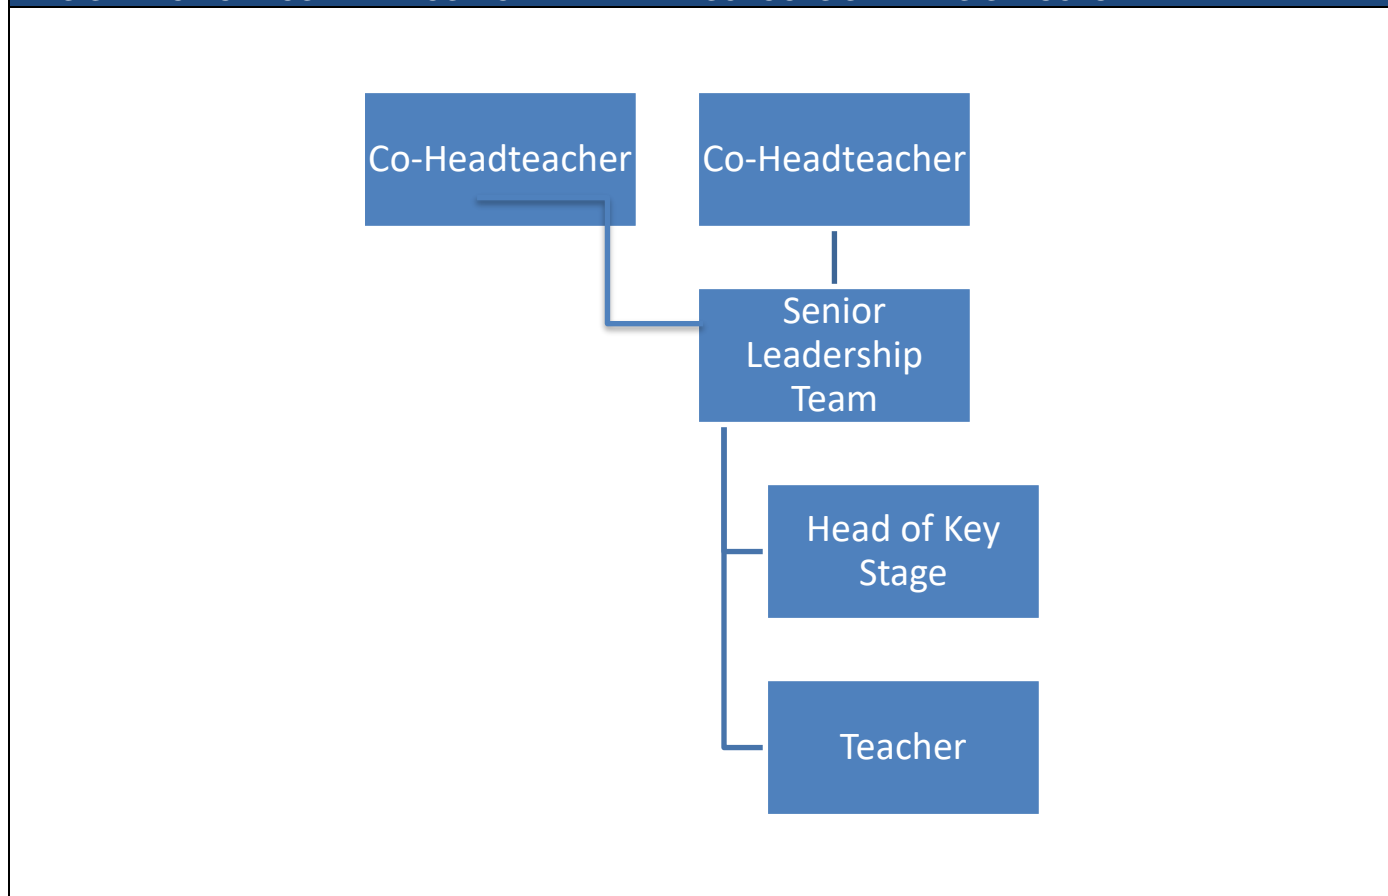 Co-Headteacher
Co-Headteacher
Senior
Leadership
Team
Head of Key
Stage
Teacher